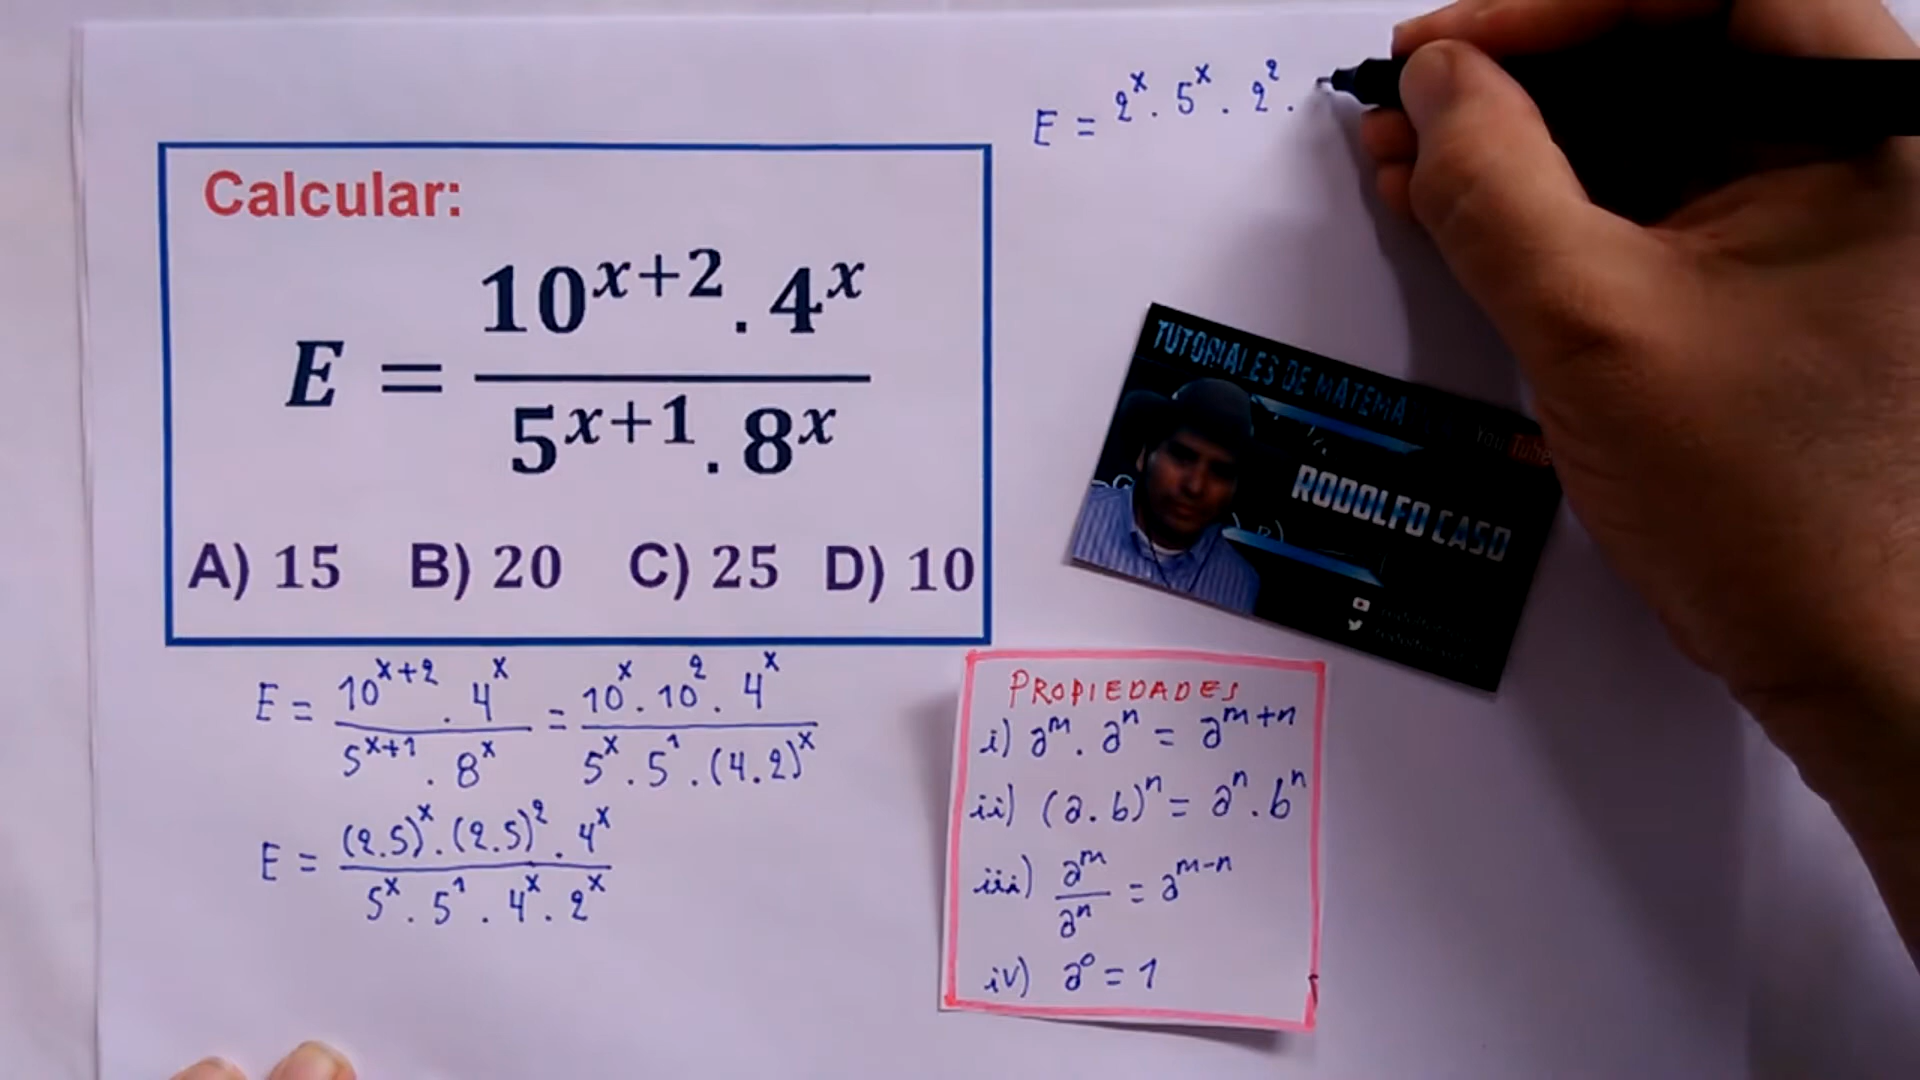 E = 2^x . 5^x . 2^2 .
Calcular:
E = 10^{x+2} . 4^x / 5^{x+1} . 8^x
A) 15 B) 20 C) 25 D) 10
TUTORIALES DE MATEMA
You Tube
RODOLFO CASO
E = 10^{x+2} . 4^x / 5^{x+1} . 8^x = 10^x . 10^2 . 4^x / 5^x . 5^1 . (4.2)^x
E = (2.5)^x . (2.5)^2 . 4^x / 5^x . 5^1 . 4^x . 2^x
PROPIEDADES
i) a^m . a^n = a^{m+n}
ii) (a.b)^n = a^n . b^n
iii) a^m / a^n = a^{m-n}
iv) a^0 = 1